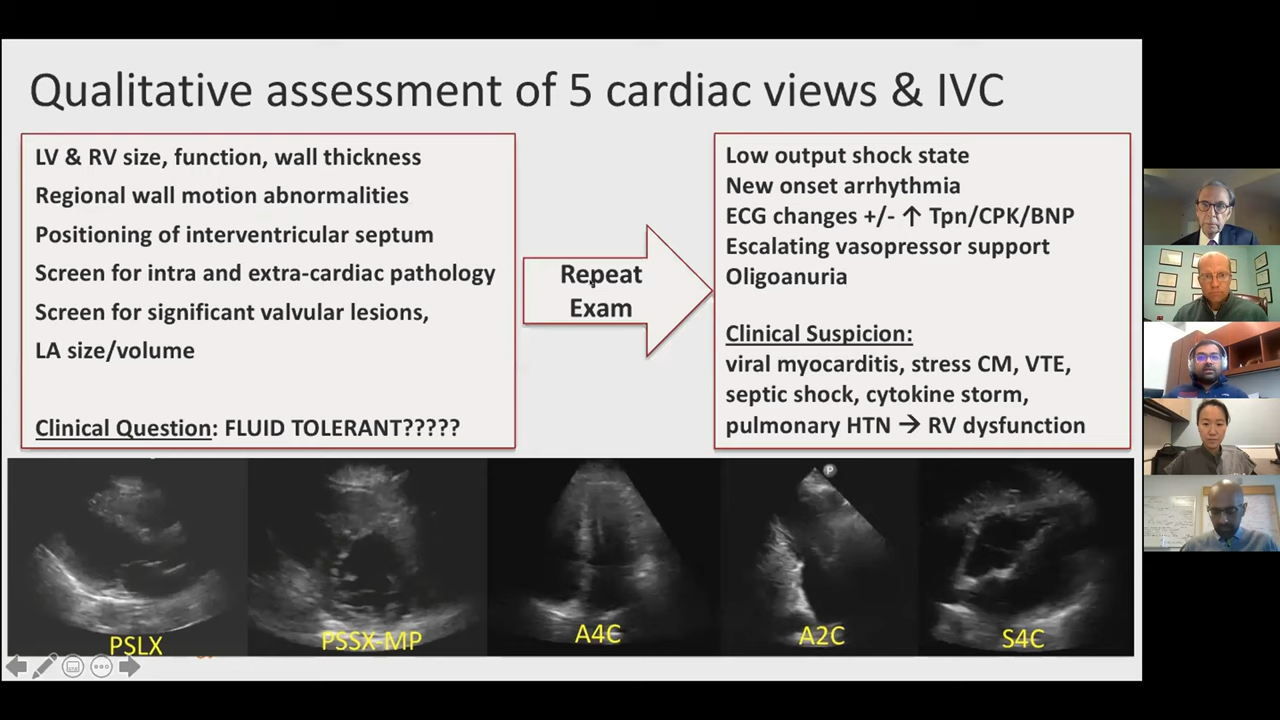 Qualitative assessment of 5 cardiac views & IVC
LV & RV size, function, wall thickness
Regional wall motion abnormalities
Positioning of interventricular septum
Screen for intra and extra-cardiac pathology
Screen for significant valvular lesions,
LA size/volume
Clinical Question: FLUID TOLERANT?????
Repeat
Exam
Low output shock state
New onset arrhythmia
ECG changes +/- ↑ Tpn/CPK/BNP
Escalating vasopressor support
Oligoanuria
Clinical Suspicion:
viral myocarditis, stress CM, VTE,
septic shock, cytokine storm,
pulmonary HTN → RV dysfunction
P
PSLX
PSSX-MP
A4C
A2C
S4C